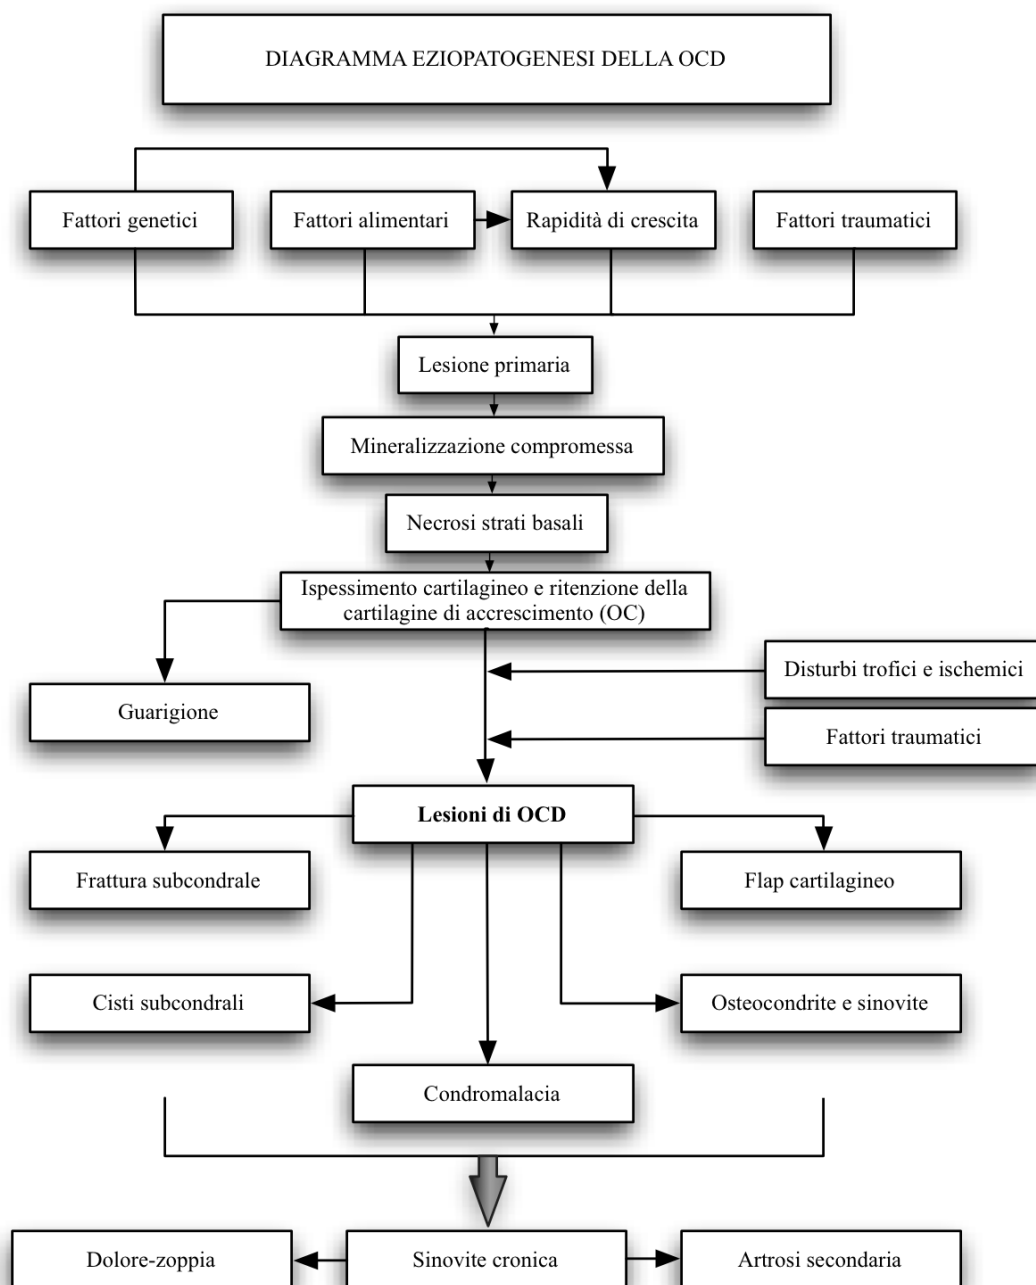 DIAGRAMMA EZIOPATOGENESI DELLA OCD
Fattori genetici
Fattori alimentari
Rapidità di crescita
Fattori traumatici
Lesione primaria
Mineralizzazione compromessa
Necrosi strati basali
Ispessimento cartilagineo e ritenzione della
cartilagine di accrescimento (OC)
Disturbi trofici e ischemici
Guarigione
Fattori traumatici
Lesioni di OCD
Frattura subcondrale
Flap cartilagineo
Cisti subcondrali
Osteocondrite e sinovite
Condromalacia
Dolore-zoppia
Sinovite cronica
Artrosi secondaria